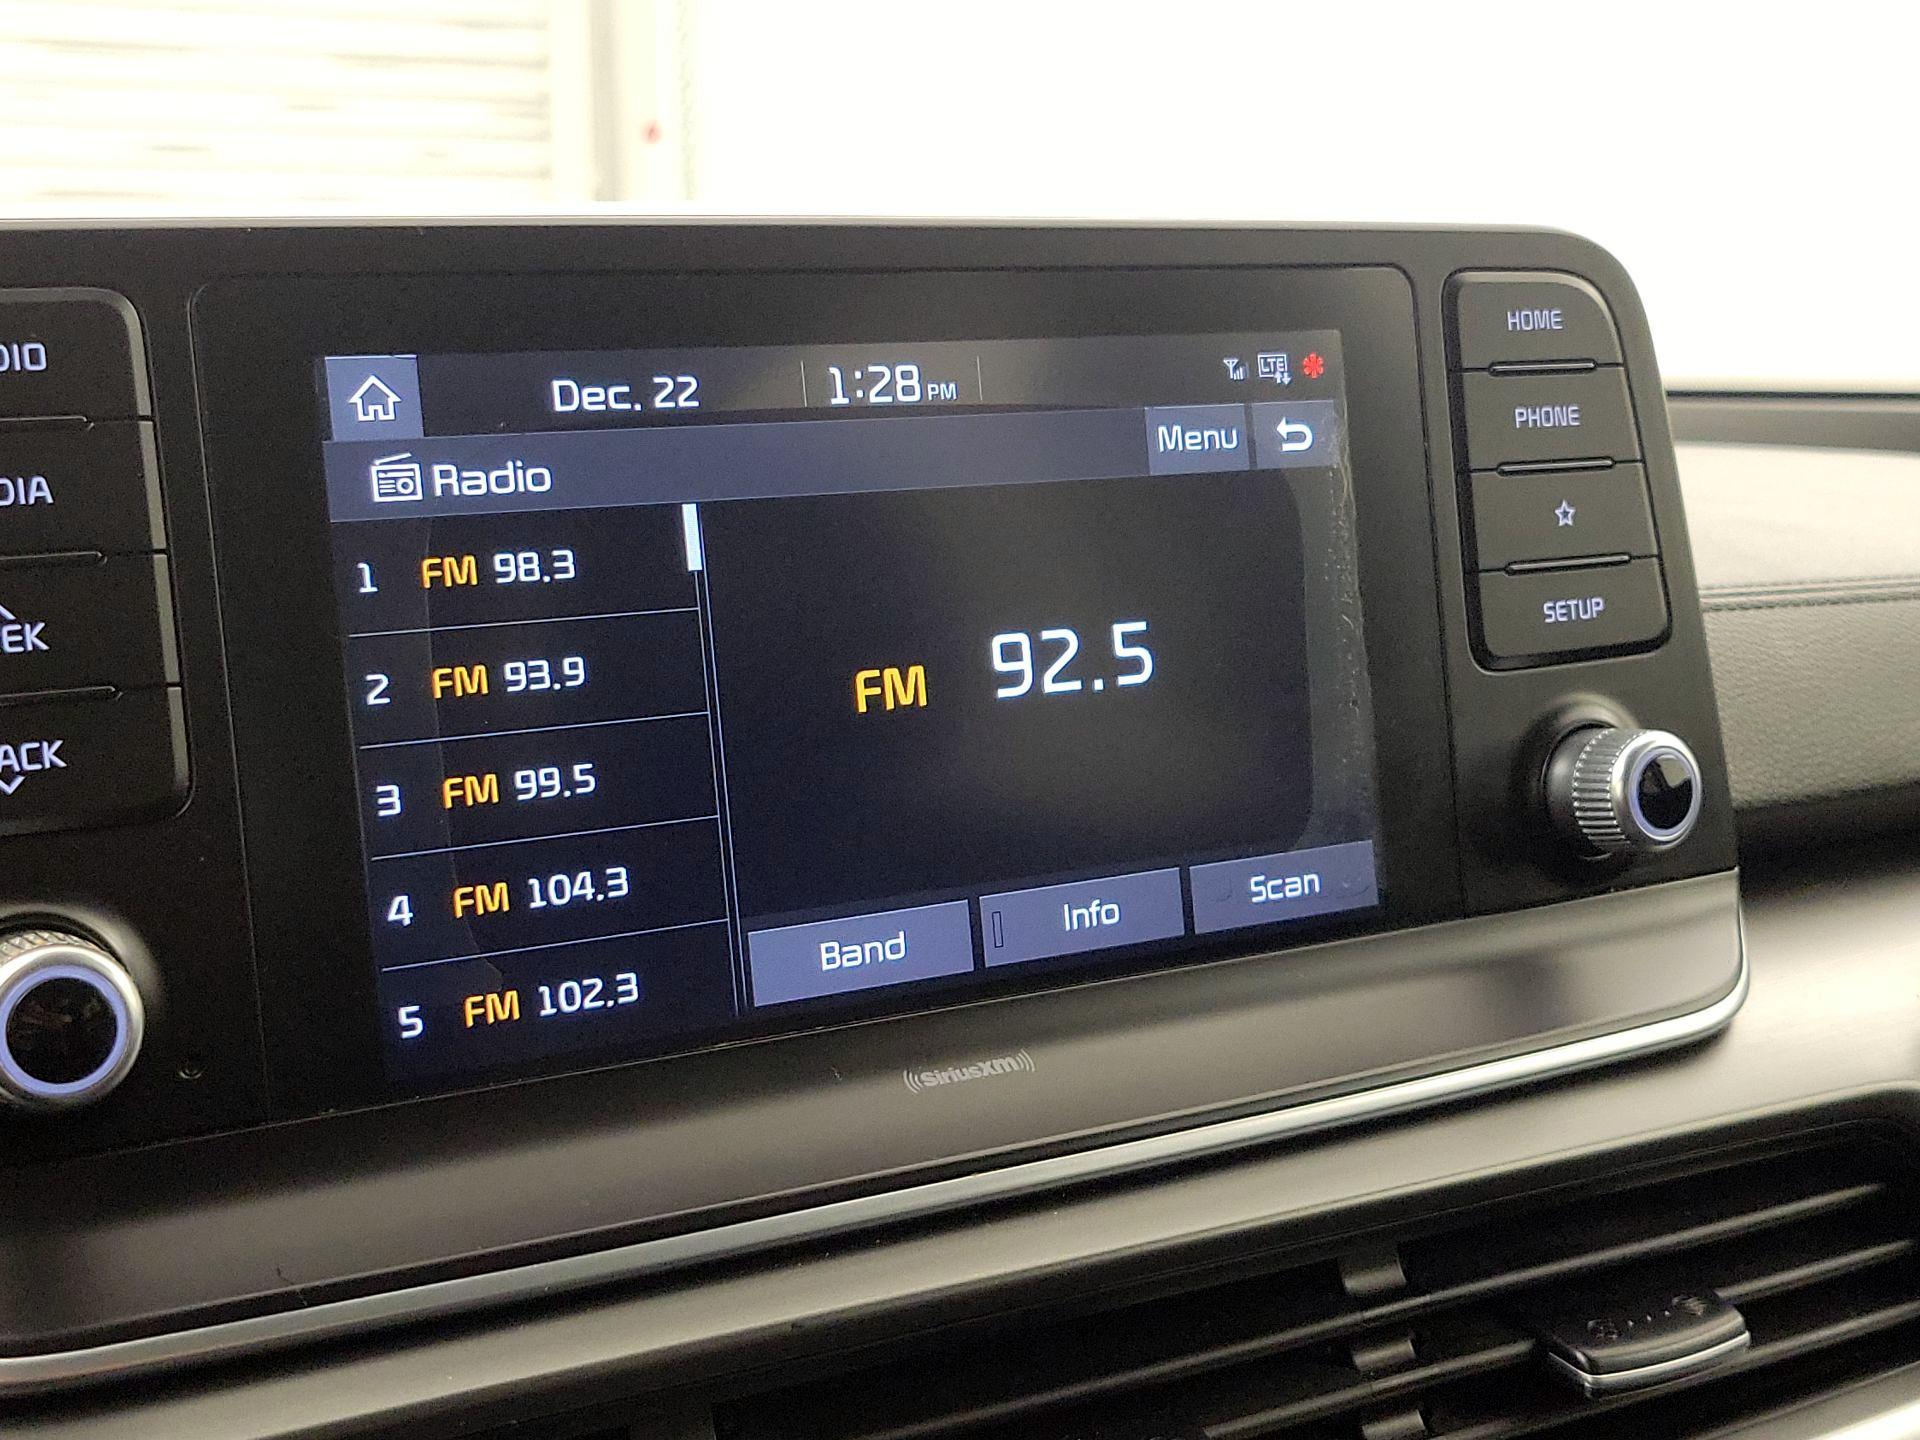 Dec. 22
1:28 PM
LTE
Radio
Menu
1 FM 98.3
2 FM 93.9
3 FM 99.5
4 FM 104.3
5 FM 102.3
FM 92.5
Band
Info
Scan
HOME
PHONE
SETUP
DIO
DIA
EK
ACK
SiriusXM